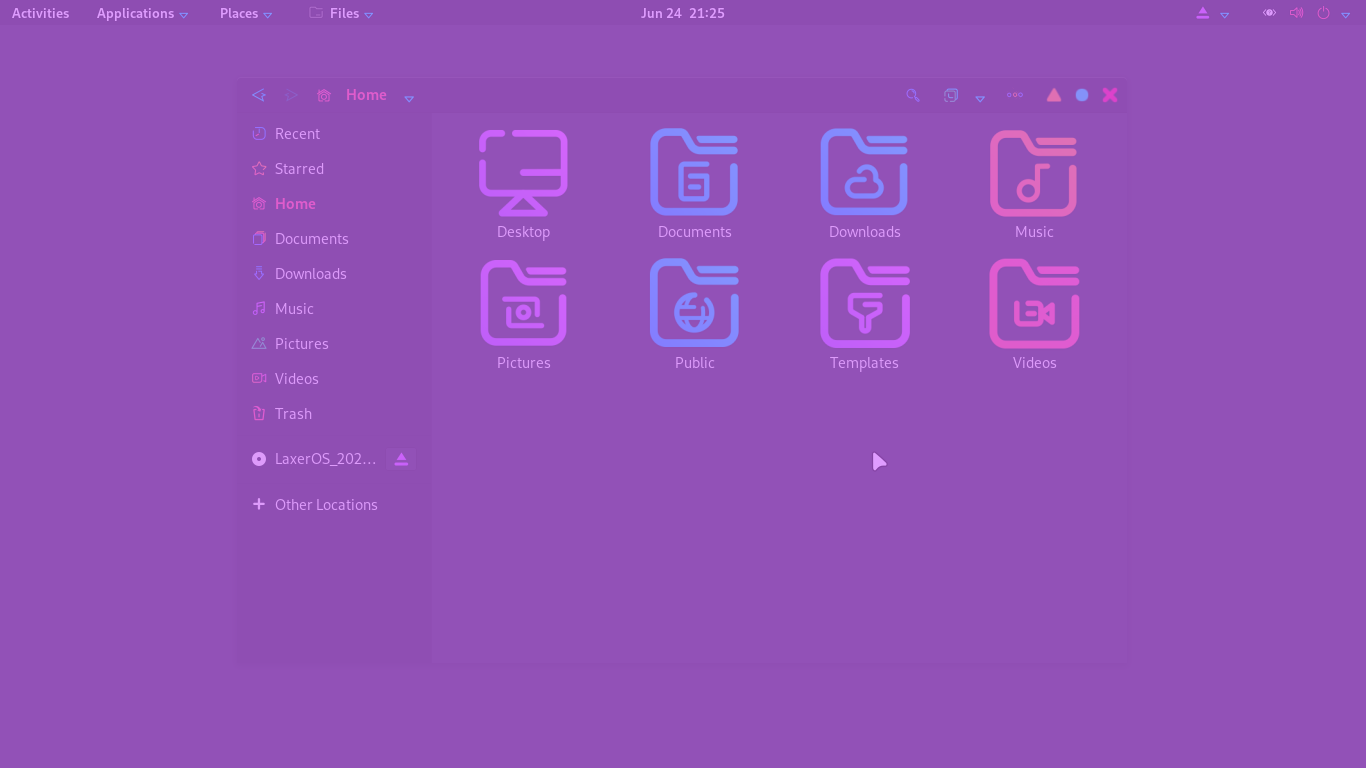 Activities Applications Places Files Jun 24 21:25
Home
Recent
Starred
Home
Documents
Downloads
Music
Pictures
Videos
Trash
LaxerOS_202…
Other Locations
Desktop Documents Downloads Music
Pictures Public Templates Videos